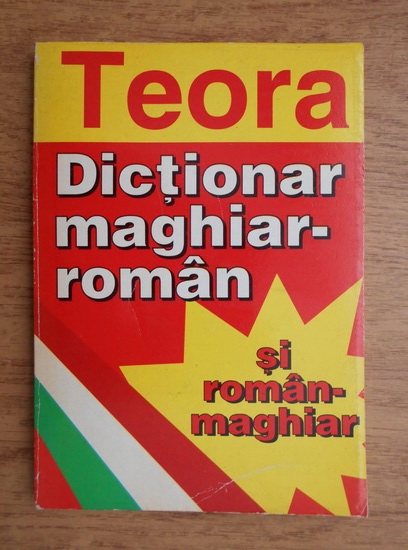 Teora
Dicționar
maghiar-
român
și
român-
maghiar